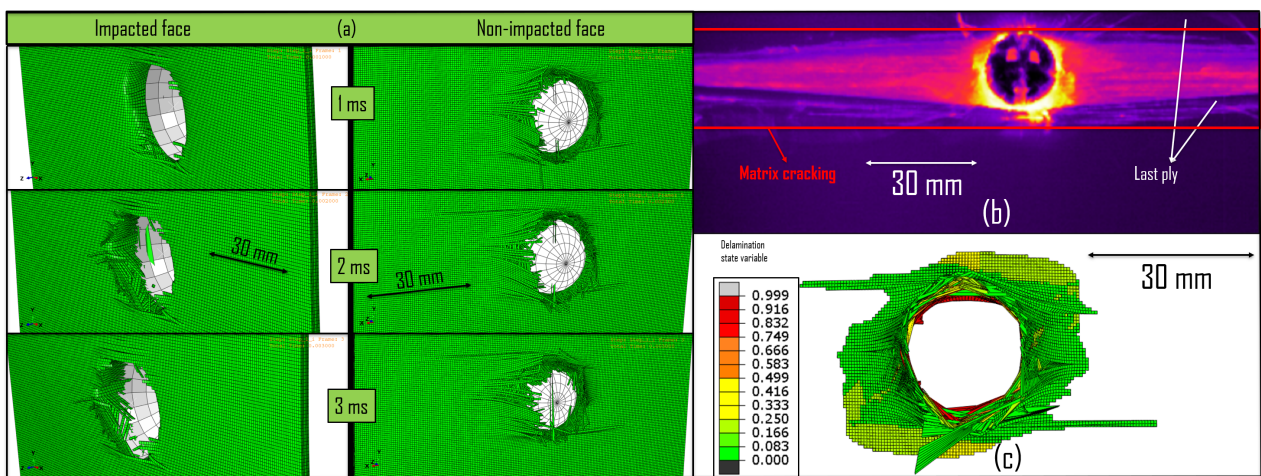 Impacted face
(a)
Non-impacted face
1 ms
2 ms
3 ms
30 mm
30 mm
Matrix cracking
30 mm
Last ply
(b)
Delamination
state variable
0.999
0.916
0.832
0.749
0.666
0.583
0.499
0.416
0.333
0.250
0.166
0.083
0.000
30 mm
(c)